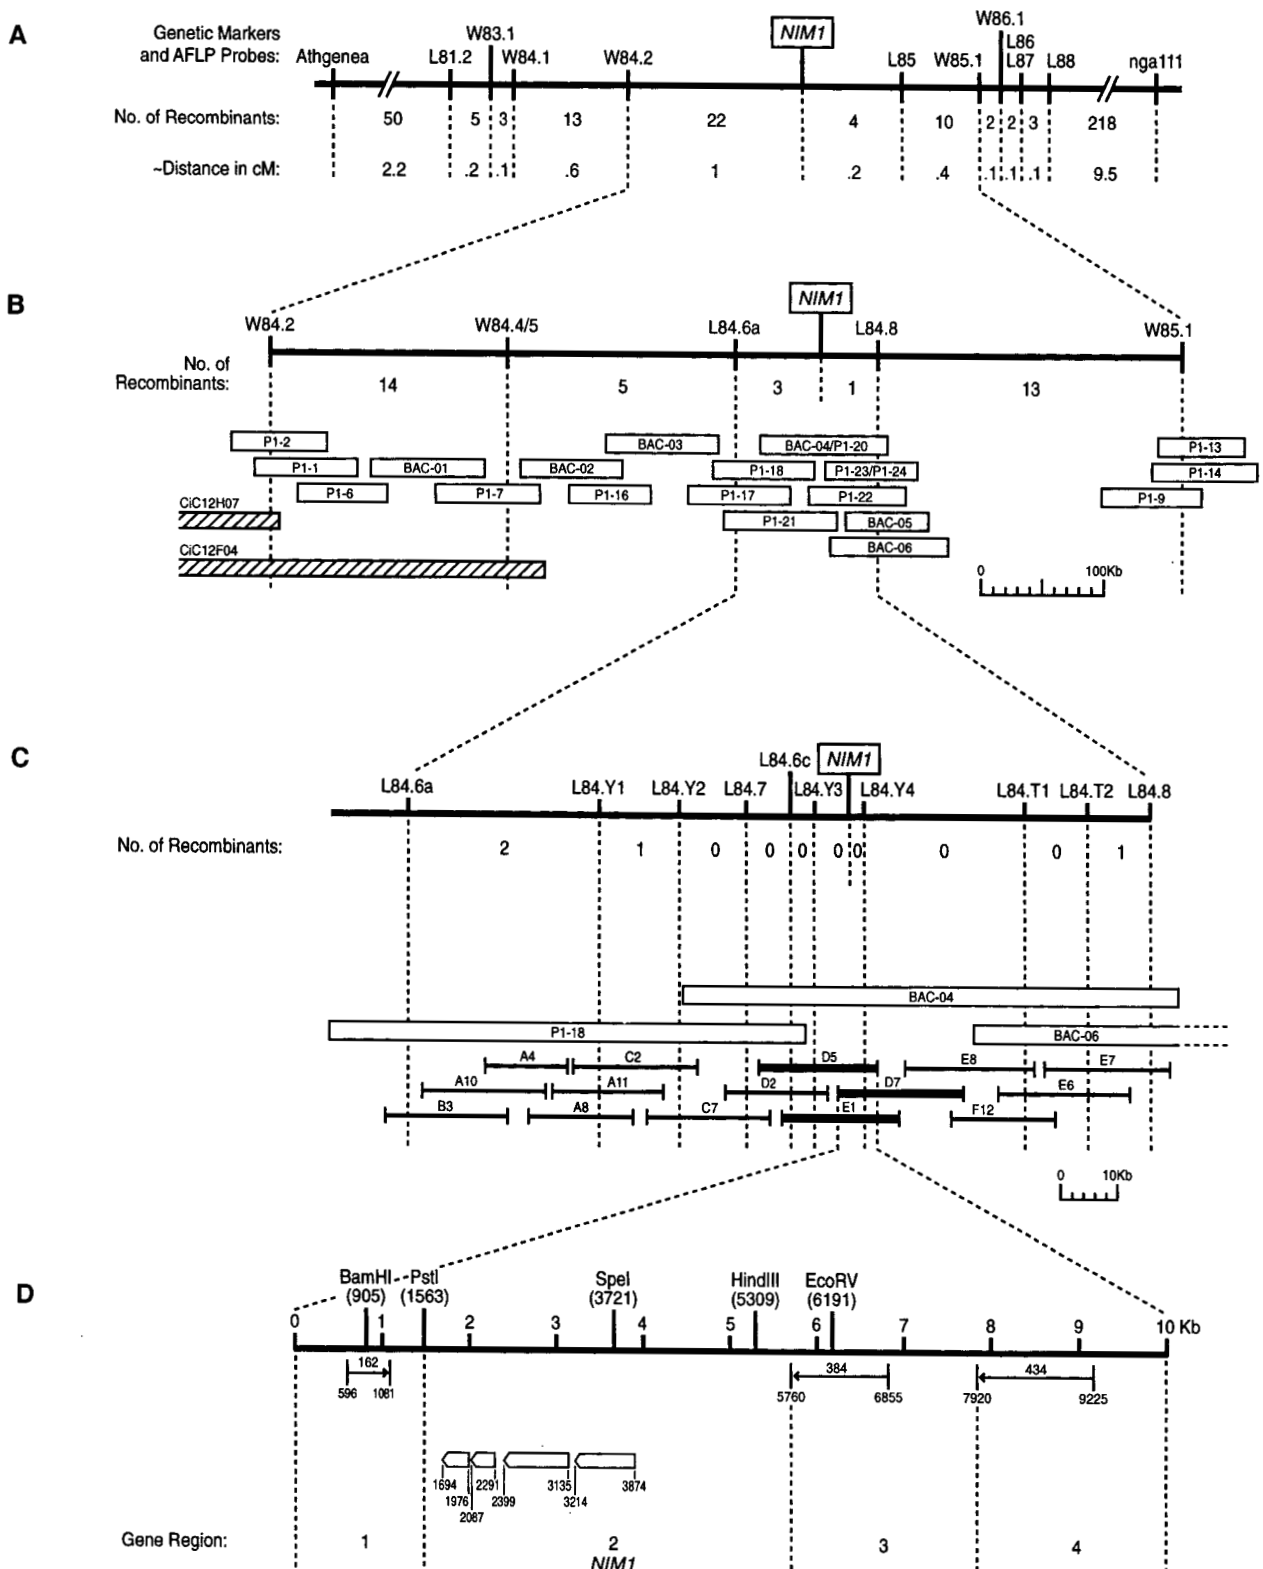 A
Genetic Markers
and AFLP Probes:
Athgenea
L81.2
W83.1
W84.1
W84.2
NIM1
L85
W85.1
W86.1
L86
L87
L88
nga111
No. of Recombinants:
50
5
3
13
22
4
10
2
2
3
218
~Distance in cM:
2.2
.2
.1
.6
1
.2
.4
.1
.1
.1
9.5
B
NIM1
W84.2
W84.4/5
L84.6a
L84.8
W85.1
No. of
Recombinants:
14
5
3
1
13
P1-2
BAC-03
BAC-04/P1-20
P1-13
P1-1
BAC-01
BAC-02
P1-18
P1-23/P1-24
P1-14
P1-6
P1-7
P1-16
P1-17
P1-22
P1-9
CiC12H07
P1-21
BAC-05
CiC12F04
BAC-06
0
100Kb
C
L84.6c
NIM1
L84.6a
L84.Y1
L84.Y2
L84.7
L84.Y3
L84.Y4
L84.T1
L84.T2
L84.8
No. of Recombinants:
2
1
0
0
0
0
0
0
0
1
BAC-04
P1-18
BAC-06
A4
C2
D5
E8
E7
A10
A11
D2
D7
E6
B3
A8
C7
E1
F12
0
10Kb
D
BamHI
(905)
PstI
(1563)
SpeI
(3721)
HindIII
(5309)
EcoRV
(6191)
0
1
2
3
4
5
6
7
8
9
10 Kb
162
384
434
596
1081
5760
6855
7920
9225
1694
1976
2087
2291
2399
3135
3214
3874
Gene Region:
1
2
3
4
NIM1